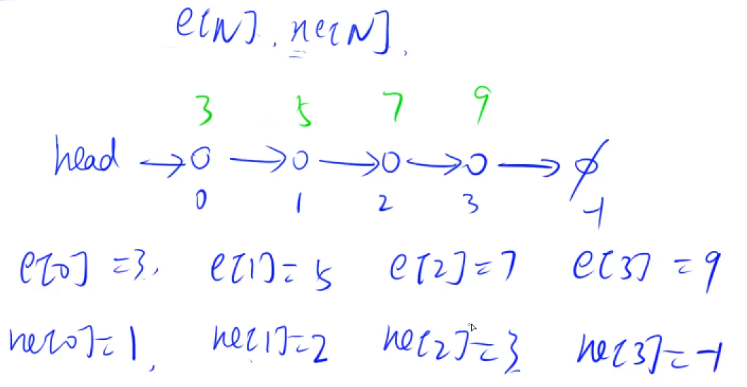 e[N], ne[N],
3 5 7 9
head → o → o → o → o → ∅
0 1 2 3 -1
e[0]=3, e[1]=5 e[2]=7 e[3]=9
ne[0]=1, ne[1]=2 ne[2]=3 ne[3]=-1